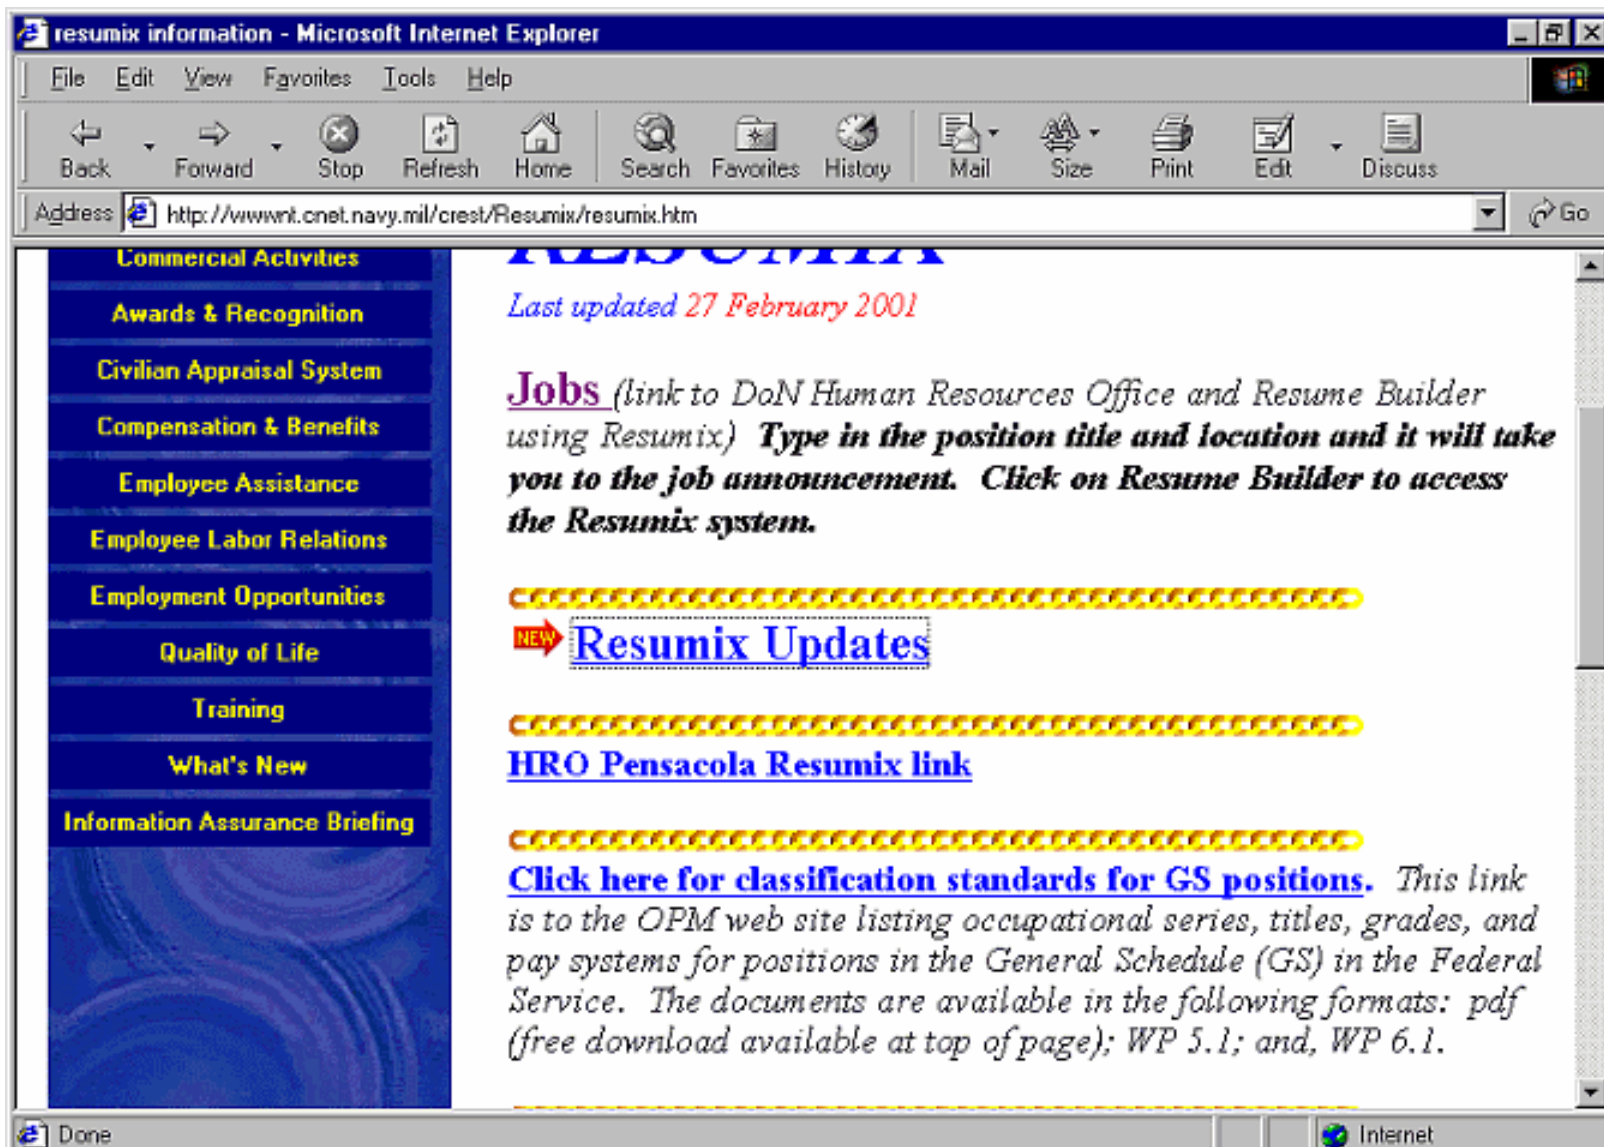 resumix information - Microsoft Internet Explorer
File Edit View Favorites Tools Help
Back Forward Stop Refresh Home Search Favorites History Mail Size Print Edit Discuss
Address http://wwwnt.cnet.navy.mil/crest/Resumix/resumix.htm Go
Commercial Activities
Awards & Recognition
Civilian Appraisal System
Compensation & Benefits
Employee Assistance
Employee Labor Relations
Employment Opportunities
Quality of Life
Training
What's New
Information Assurance Briefing
RESUMIX
Last updated 27 February 2001
Jobs (link to DoN Human Resources Office and Resume Builder
using Resumix) Type in the position title and location and it will take
you to the job announcement. Click on Resume Builder to access
the Resumix system.
NEW Resumix Updates
HRO Pensacola Resumix link
Click here for classification standards for GS positions. This link
is to the OPM web site listing occupational series, titles, grades, and
pay systems for positions in the General Schedule (GS) in the Federal
Service. The documents are available in the following formats: pdf
(free download available at top of page); WP 5.1; and, WP 6.1.
Done Internet